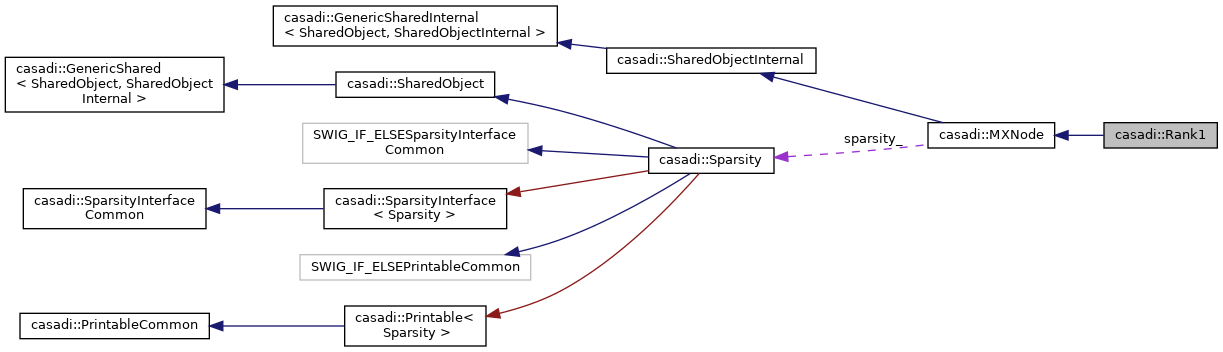 casadi::GenericSharedInternal
< SharedObject, SharedObjectInternal >
casadi::SharedObjectInternal
casadi::GenericShared
< SharedObject, SharedObject
Internal >
casadi::SharedObject
SWIG_IF_ELSESparsityInterface
Common
sparsity_
casadi::MXNode
casadi::Rank1
casadi::Sparsity
casadi::SparsityInterface
Common
casadi::SparsityInterface
< Sparsity >
SWIG_IF_ELSEPrintableCommon
casadi::PrintableCommon
casadi::Printable<
Sparsity >